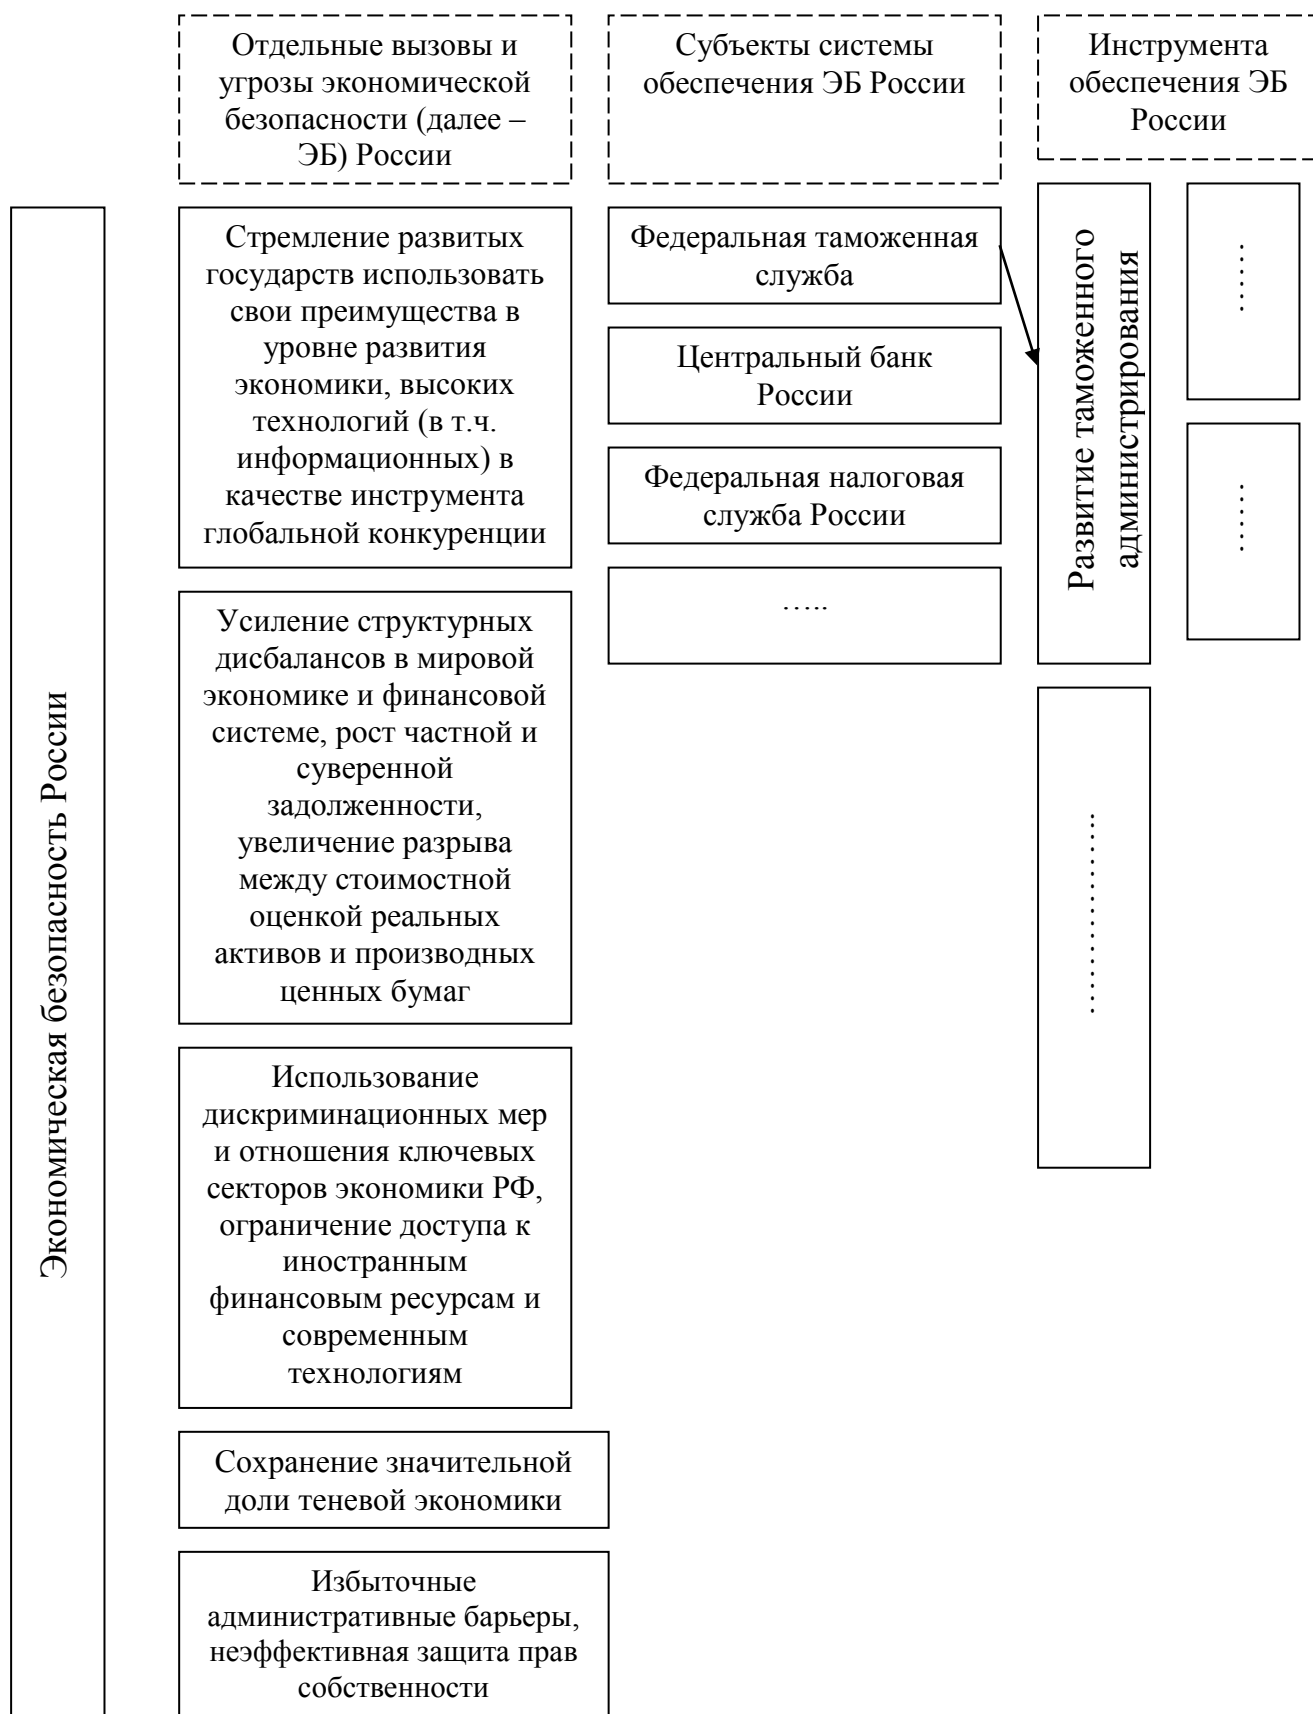 Отдельные вызовы и
угрозы экономической
безопасности (далее –
ЭБ) России
Субъекты системы
обеспечения ЭБ России
Инструмента
обеспечения ЭБ
России
Экономическая безопасность России
Стремление развитых
государств использовать
свои преимущества в
уровне развития
экономики, высоких
технологий (в т.ч.
информационных) в
качестве инструмента
глобальной конкуренции
Усиление структурных
дисбалансов в мировой
экономике и финансовой
системе, рост частной и
суверенной
задолженности,
увеличение разрыва
между стоимостной
оценкой реальных
активов и производных
ценных бумаг
Использование
дискриминационных мер
и отношения ключевых
секторов экономики РФ,
ограничение доступа к
иностранным
финансовым ресурсам и
современным
технологиям
Сохранение значительной
доли теневой экономики
Избыточные
административные барьеры,
неэффективная защита прав
собственности
Федеральная таможенная
служба
Центральный банк
России
Федеральная налоговая
служба России
…..
Развитие таможенного
администрирования
…………………
……
……